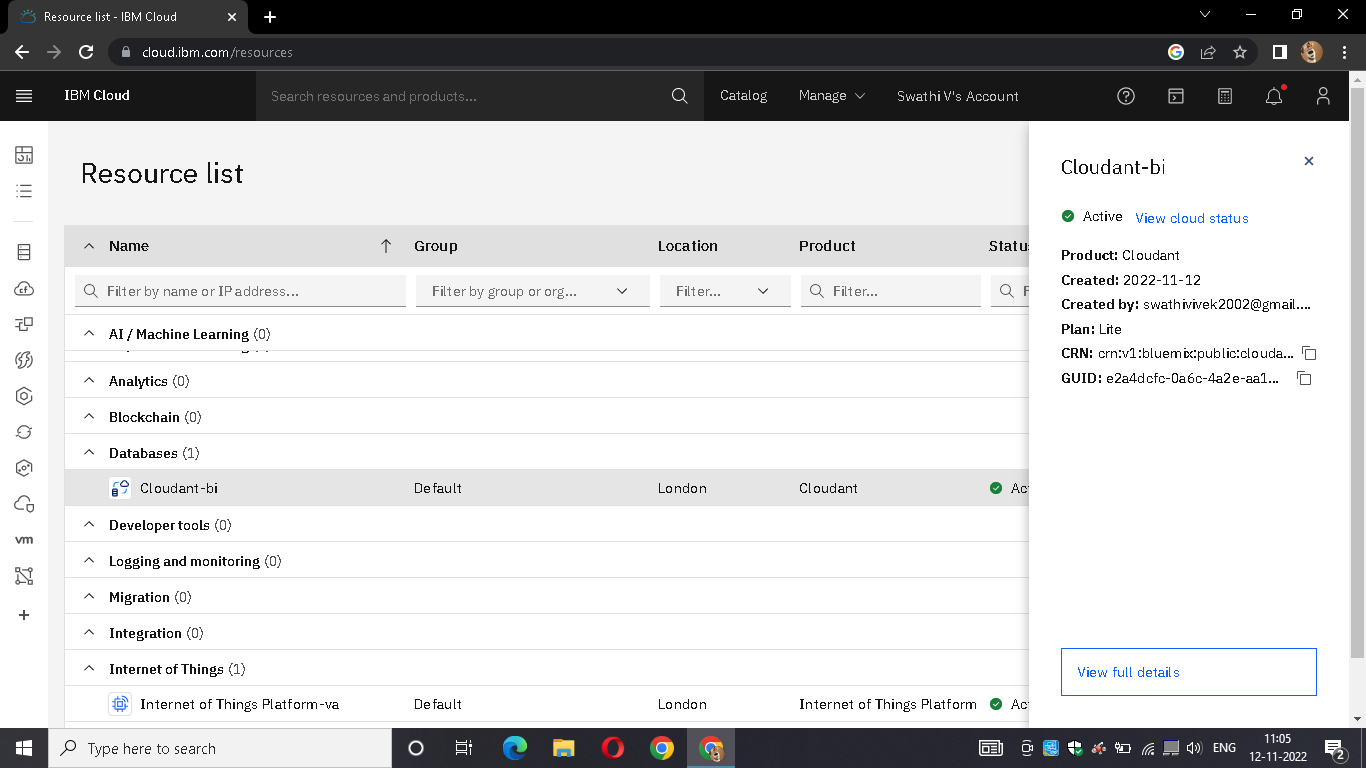 Resource list - IBM Cloud
cloud.ibm.com/resources
IBM Cloud
Search resources and products...
Catalog
Manage
Swathi V's Account
Resource list
Name
Group
Location
Product
Filter by name or IP address...
Filter by group or org...
Filter...
Filter...
AI / Machine Learning (0)
Analytics (0)
Blockchain (0)
Databases (1)
Cloudant-bi Default London Cloudant
Developer tools (0)
Logging and monitoring (0)
Migration (0)
Integration (0)
Internet of Things (1)
Internet of Things Platform-va Default London Internet of Things Platform
Cloudant-bi
Active View cloud status
Product: Cloudant
Created: 2022-11-12
Created by: swathivivek2002@gmail....
Plan: Lite
CRN: crn:v1:bluemix:public:clouda...
GUID: e2a4dcfc-0a6c-4a2e-aa1...
View full details
vm
Type here to search
ENG
11:05
12-11-2022
2